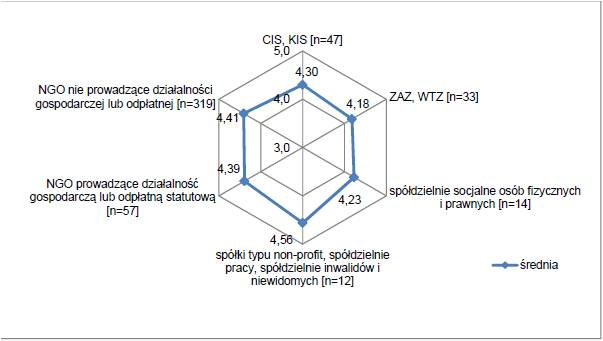 CIS, KIS [n=47]
5,0
4,30
NGO nie prowadzące działalności
gospodarczej lub odpłatnej [n=319]
4,0
4,18
ZAZ, WTZ [n=33]
4,41
3,0
4,39
NGO prowadzące działalność
gospodarczą lub odpłatną statutową
[n=57]
4,23
spółdzielnie socjalne osób fizycznych
i prawnych [n=14]
4,56
spółki typu non-profit, spółdzielnie
pracy, spółdzielnie inwalidów i
niewidomych [n=12]
średnia